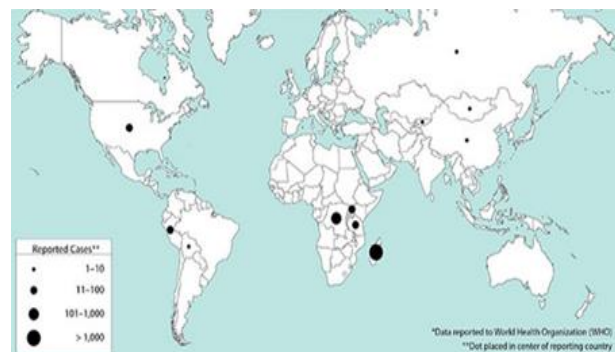 Reported Cases**
1–10
11–100
101–1,000
> 1,000
*Data reported to World Health Organization (WHO)
**Dot placed in center of reporting country